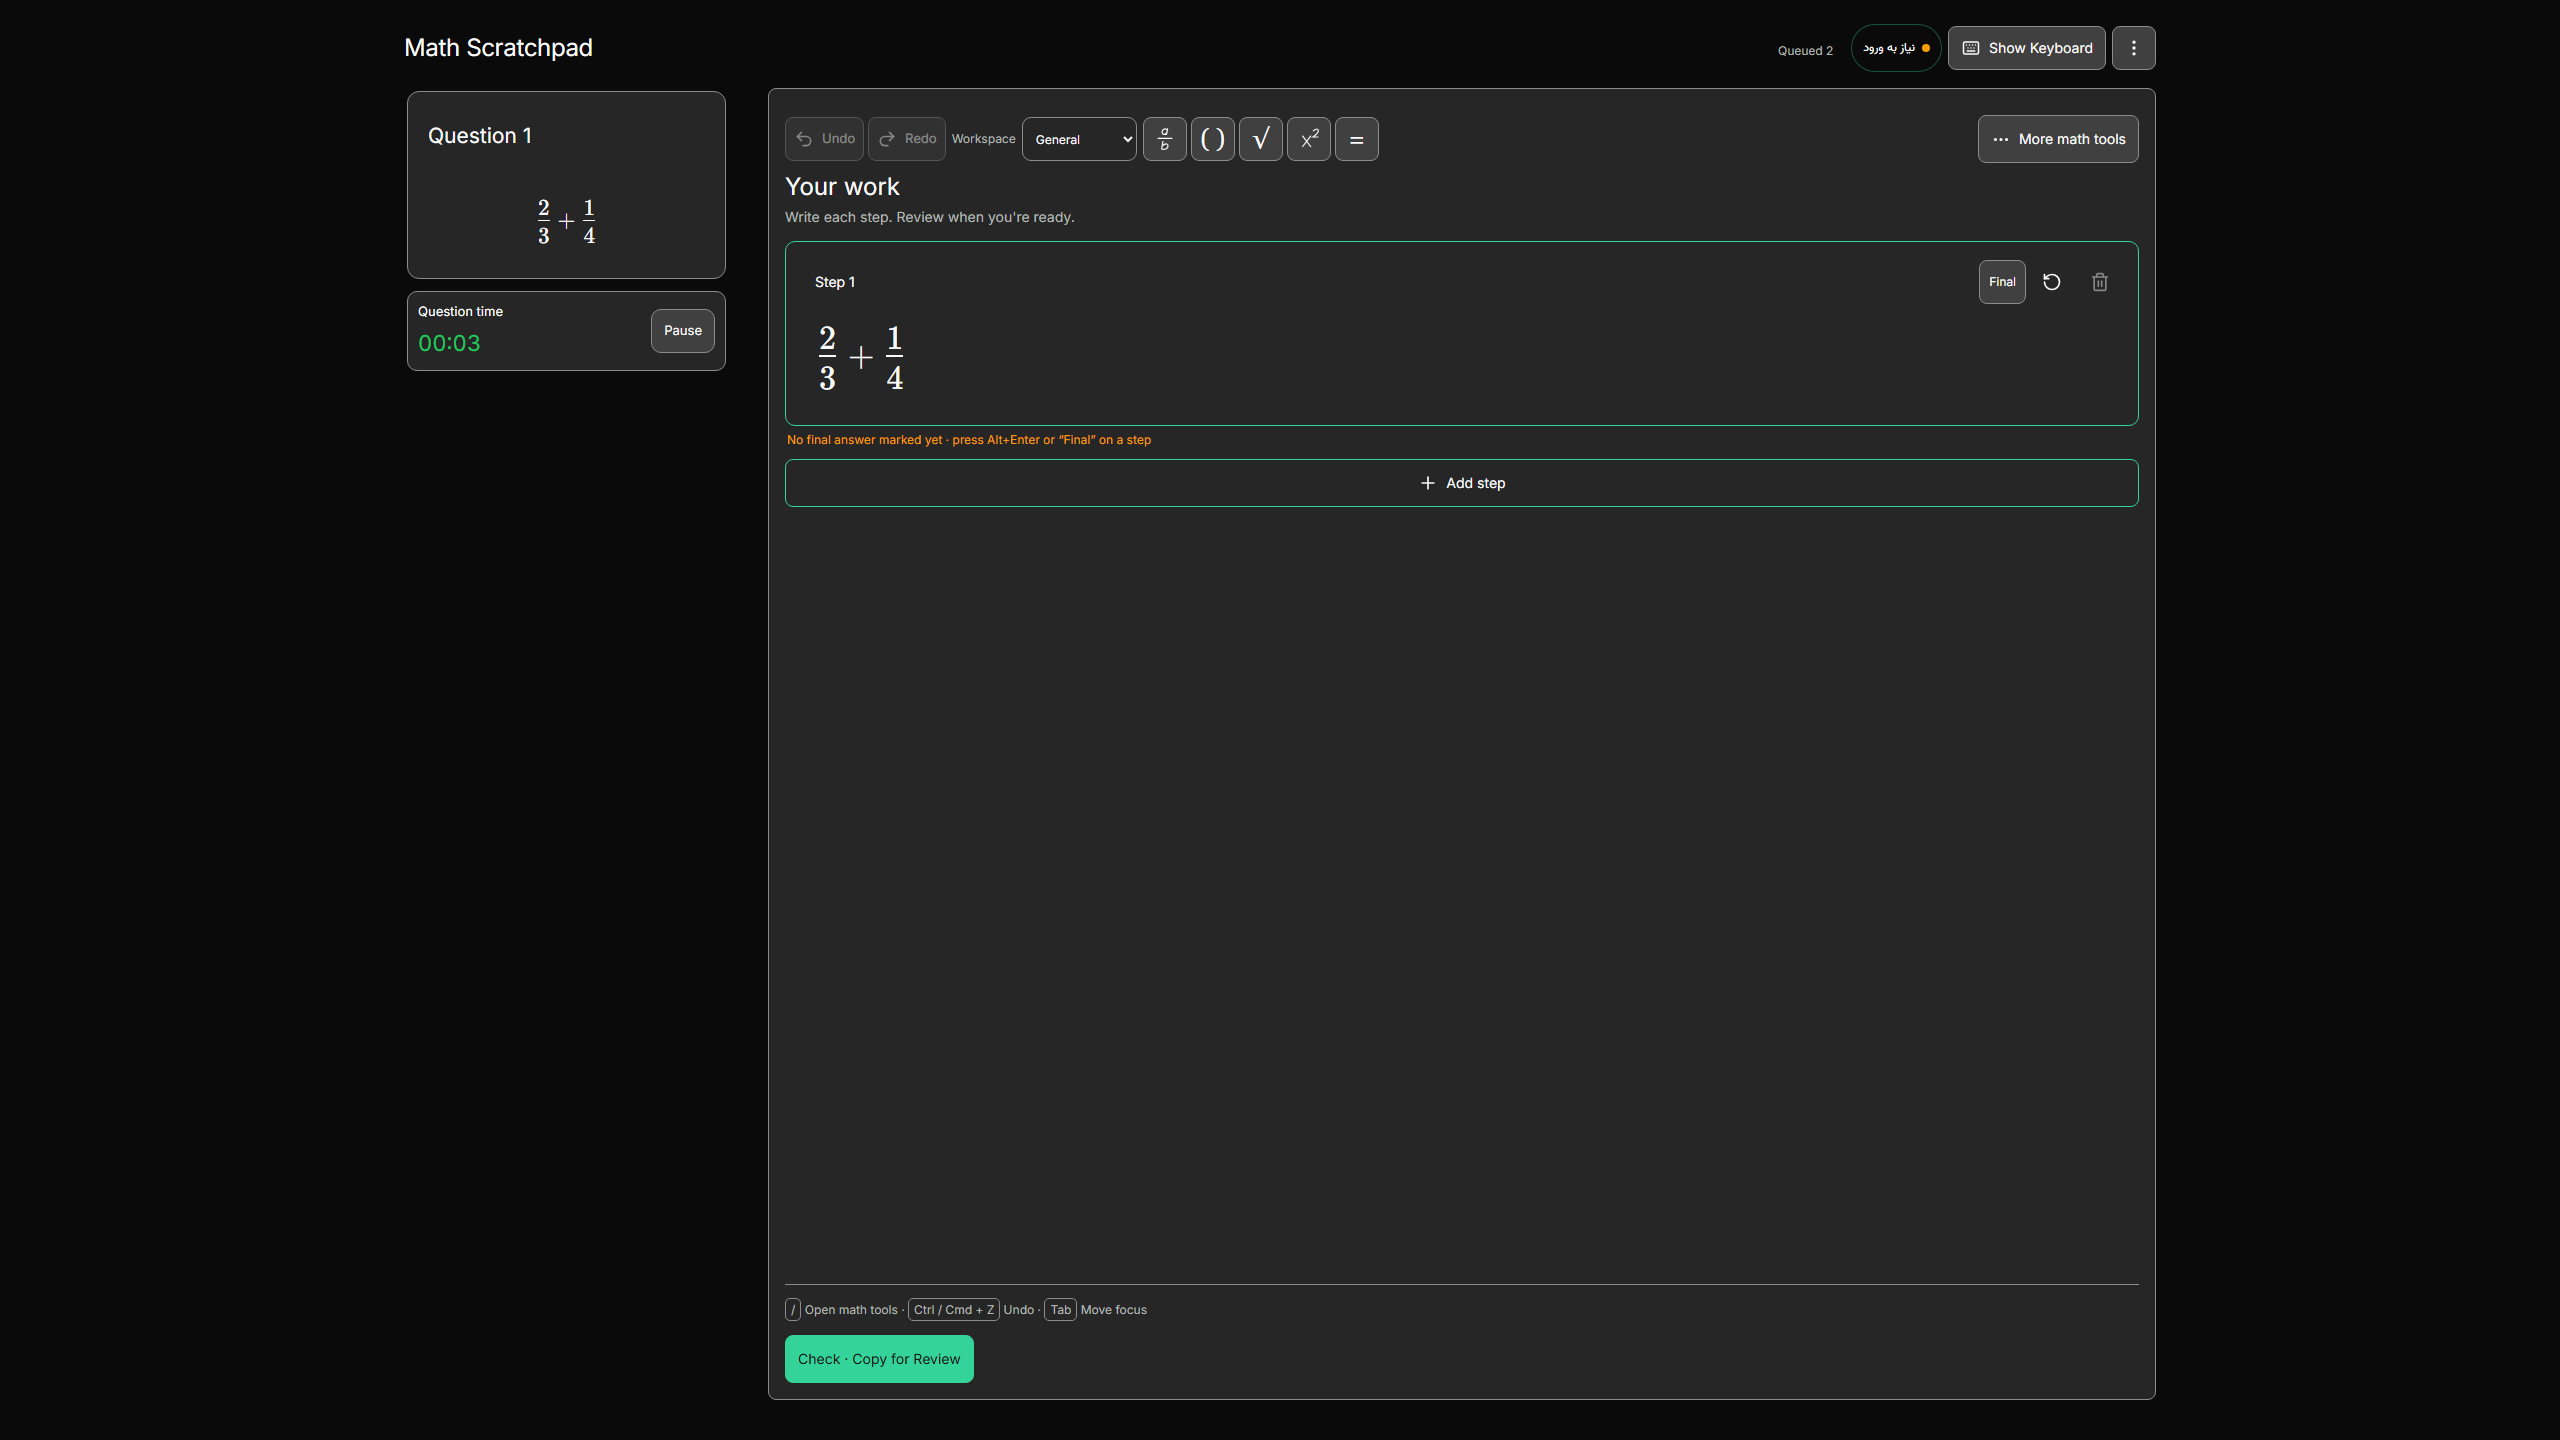 Math Scratchpad
Queued 2
نیاز به ورود
Show Keyboard
Question 1
2/3 + 1/4
Question time
00:03
Pause
Undo
Redo
Workspace
General
a/b
( )
√
x²
=
More math tools
Your work
Write each step. Review when you're ready.
Step 1
Final
2/3 + 1/4
No final answer marked yet · press Alt+Enter or “Final” on a step
Add step
/ Open math tools · Ctrl / Cmd + Z Undo · Tab Move focus
Check · Copy for Review